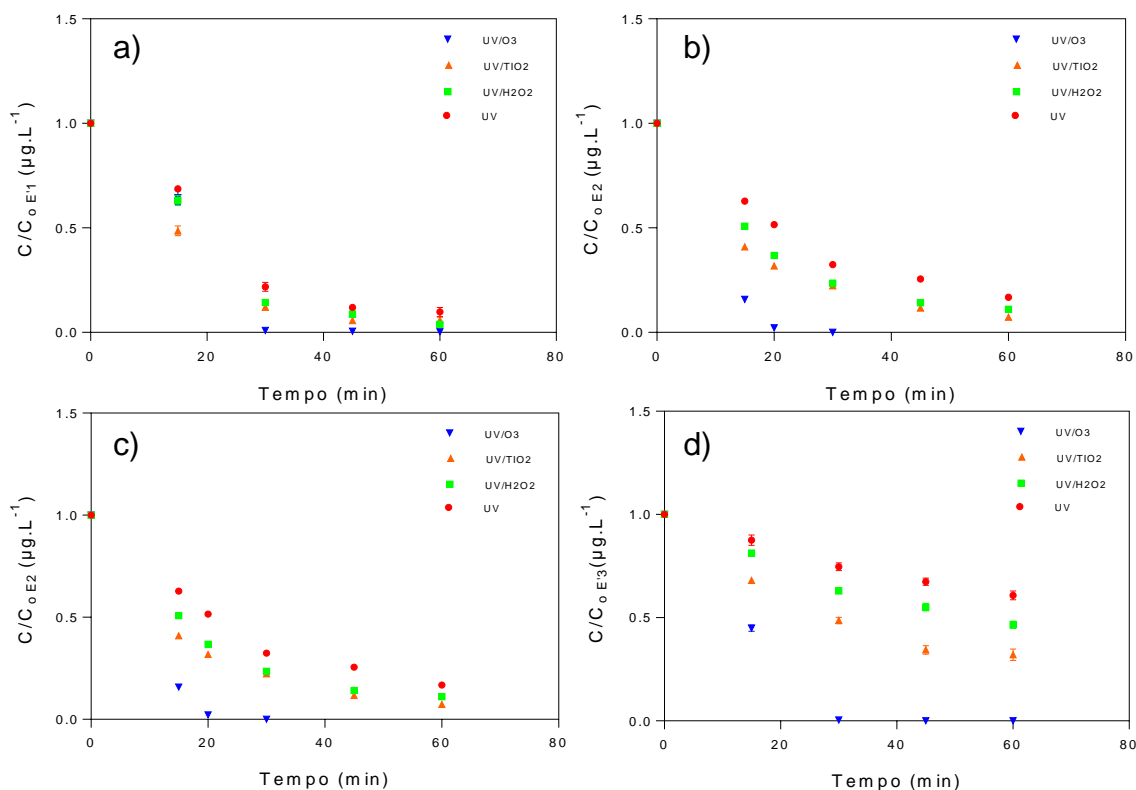 a)
UV/O3
UV/TIO2
UV/H2O2
UV
1.5
1.0
0.5
0.0
0 20 40 60 80
C/C o E'1 (µg.L-1)
Tempo (min)
b)
UV/O3
UV/TIO2
UV/H2O2
UV
1.5
1.0
0.5
0.0
0 20 40 60 80
C/C o E2 (µg.L-1)
Tempo (min)
c)
UV/O3
UV/TIO2
UV/H2O2
UV
1.5
1.0
0.5
0.0
0 20 40 60 80
C/C o E2 (µg.L-1)
Tempo (min)
d)
UV/O3
UV/TIO2
UV/H2O2
UV
1.5
1.0
0.5
0.0
0 20 40 60 80
C/C o E'3 (µg.L-1)
Tempo (min)